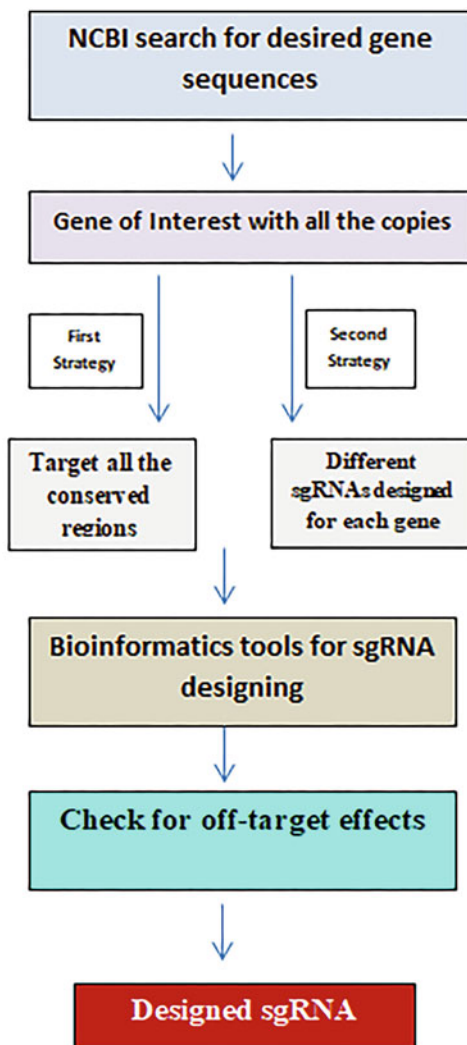 NCBI search for desired gene
sequences
Gene of Interest with all the copies
First
Strategy
Second
Strategy
Target all the
conserved
regions
Different
sgRNAs designed
for each gene
Bioinformatics tools for sgRNA
designing
Check for off-target effects
Designed sgRNA